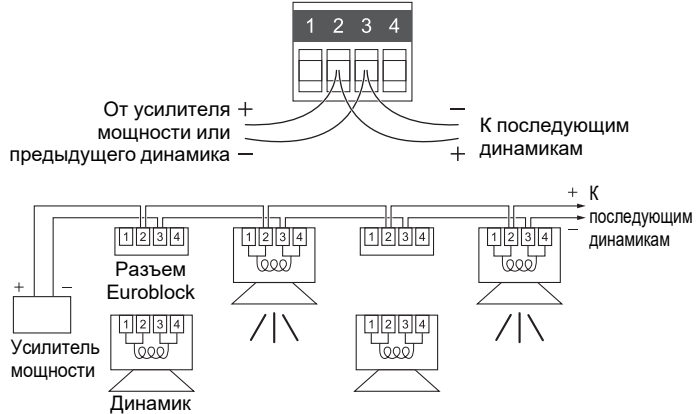 1 2 3 4
От усилителя +
мощности или
предыдущего динамика −
−
К последующим
+ динамикам
+ К
последующим
− динамикам
1 2 3 4
1 2 3 4
1 2 3 4
1 2 3 4
Разъем
Euroblock
+ −
Усилитель
мощности
1 2 3 4
1 2 3 4
Динамик